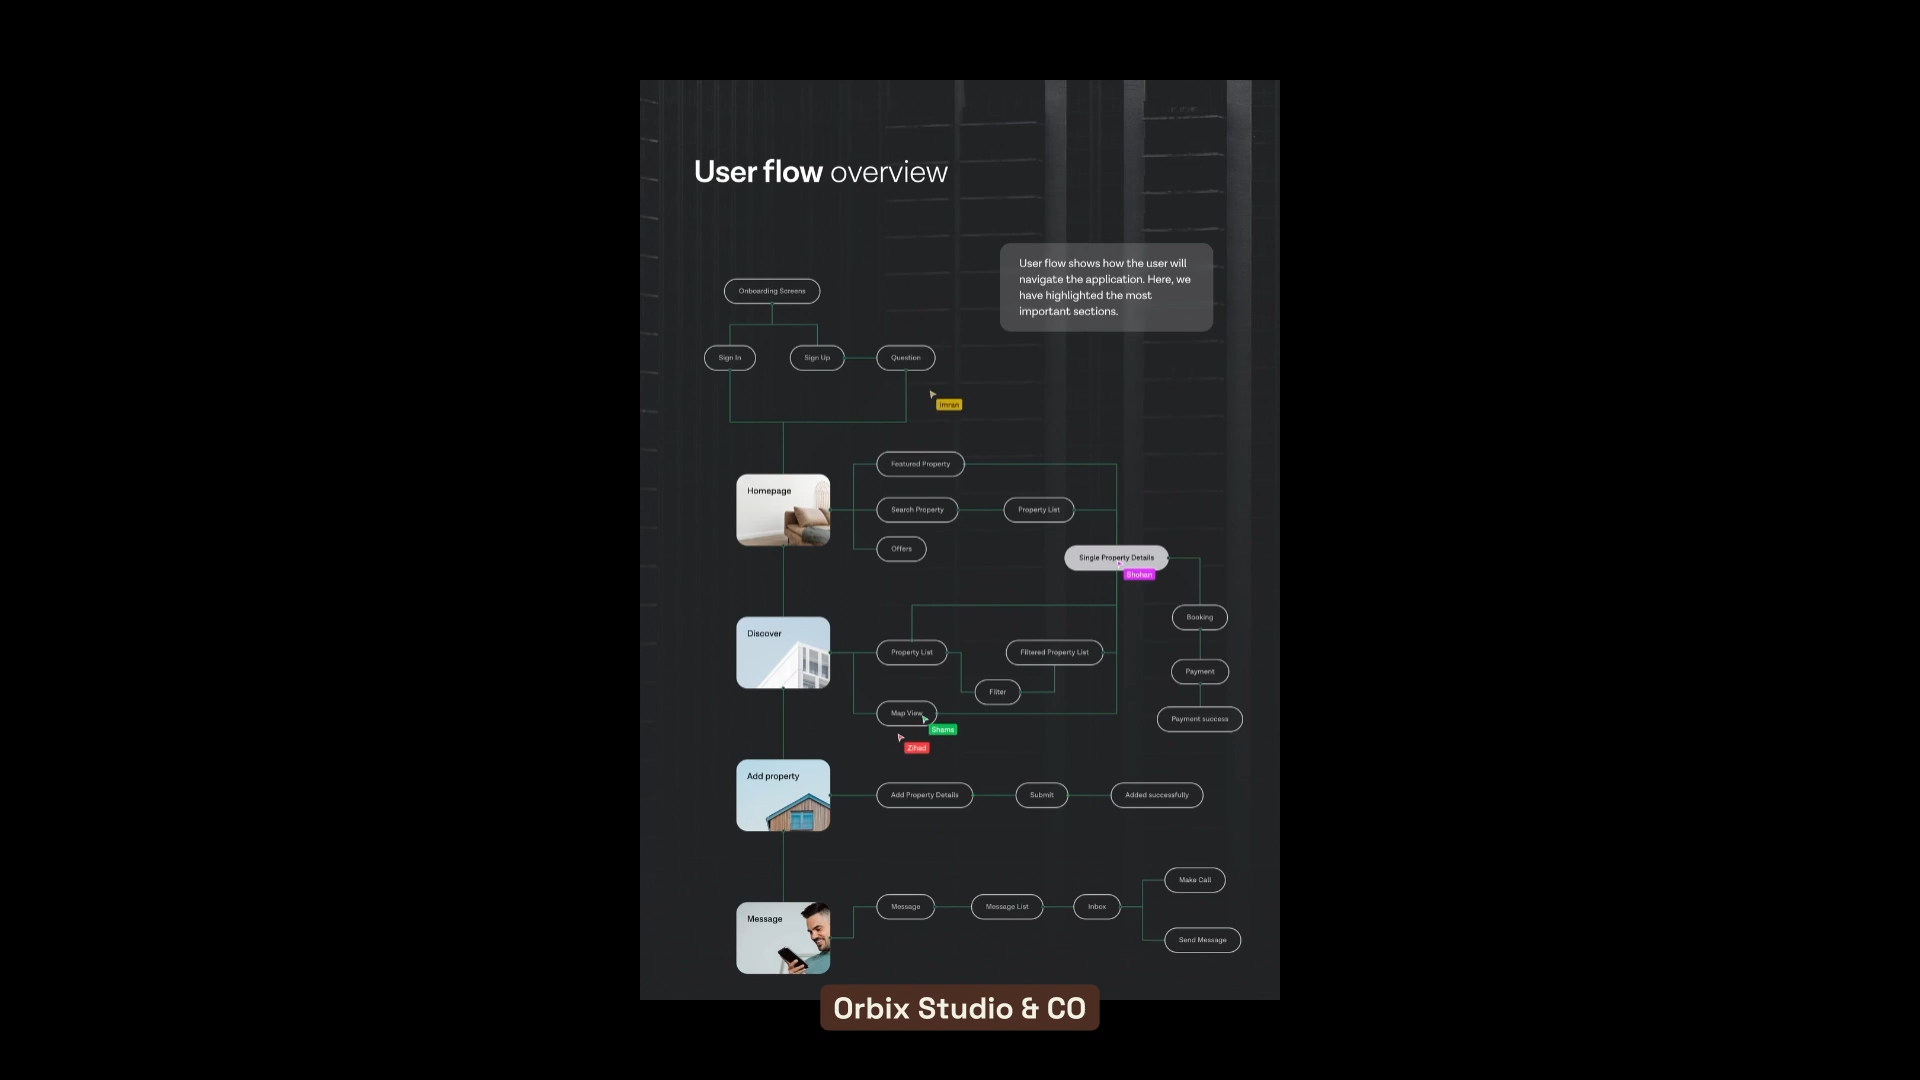 User flow overview
User flow shows how the user will
navigate the application. Here, we
have highlighted the most
important sections.
Onboarding Screens
Sign In
Sign Up
Question
Imran
Homepage
Featured Property
Search Property
Property List
Offers
Single Property Details
Shohan
Booking
Payment
Payment success
Discover
Property List
Filtered Property List
Filter
Map View
Shams
Zihad
Add property
Add Property Details
Submit
Added successfully
Message
Message
Message List
Inbox
Make Call
Send Message
Orbix Studio & CO